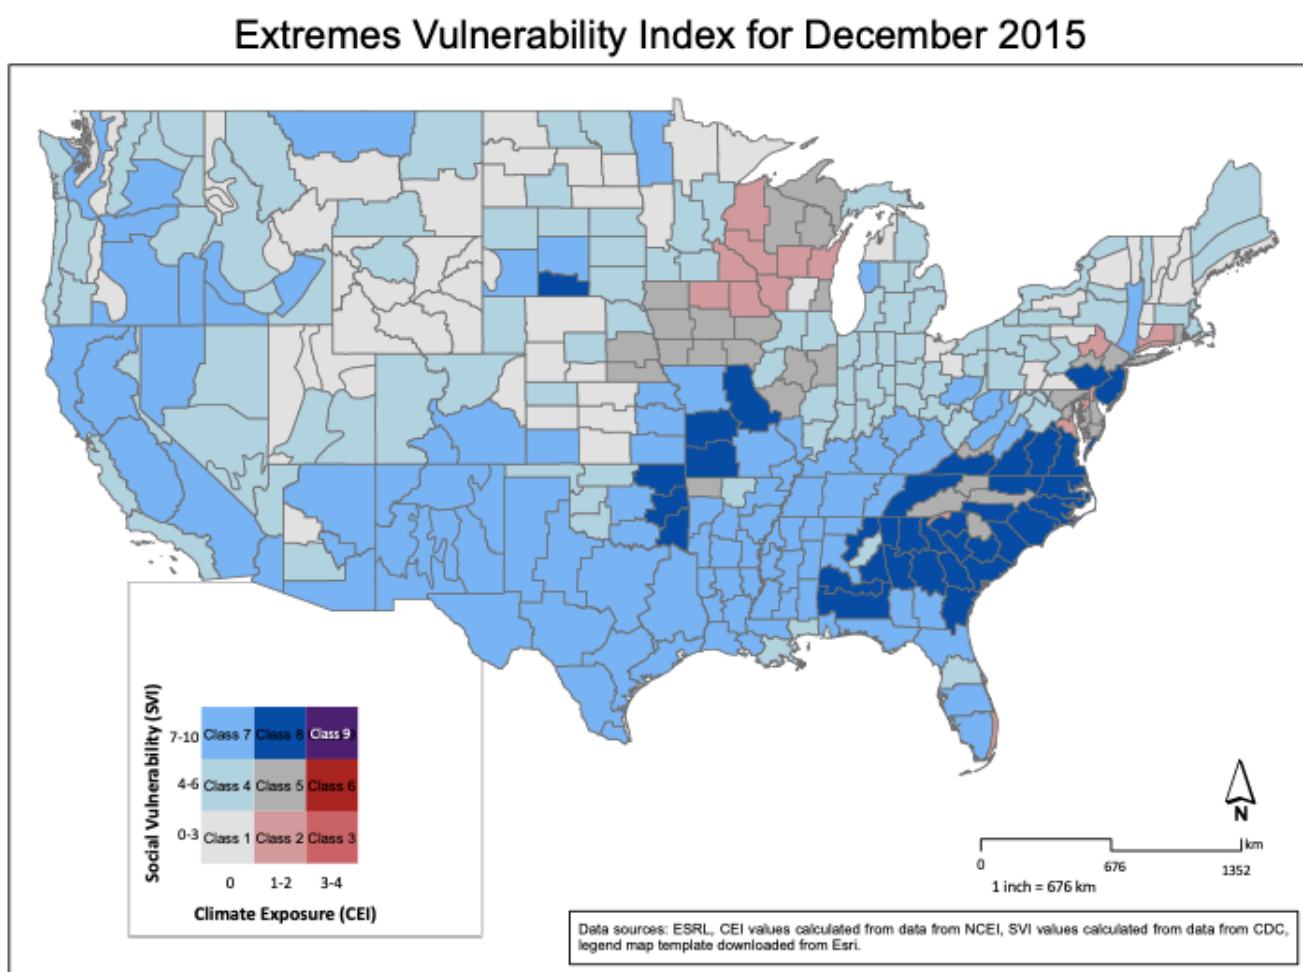 Extremes Vulnerability Index for December 2015
Social Vulnerability (SVI)
7-10 Class 7 Class 8 Class 9
4-6 Class 4 Class 5 Class 6
0-3 Class 1 Class 2 Class 3
0 1-2 3-4
Climate Exposure (CEI)
N
km
0 676 1352
1 inch = 676 km
Data sources: ESRL, CEI values calculated from data from NCEI, SVI values calculated from data from CDC,
legend map template downloaded from Esri.